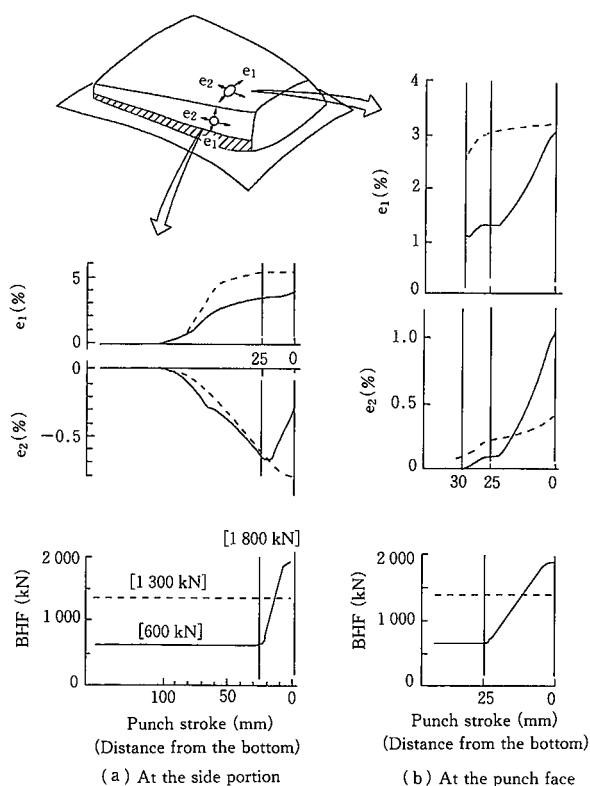 e1
e2
e2
e1
4
3
2
1
0
e1(%)
5
0
e1(%)
25 0
0
-0.5
e2(%)
1.0
0.5
0
e2(%)
30 25 0
[1 800 kN]
2 000
1 000
0
BHF (kN)
[1 300 kN]
[600 kN]
100 50 0
Punch stroke (mm)
(Distance from the bottom)
(a) At the side portion
2 000
1 000
0
BHF (kN)
25 0
Punch stroke (mm)
(Distance from the bottom)
(b) At the punch face